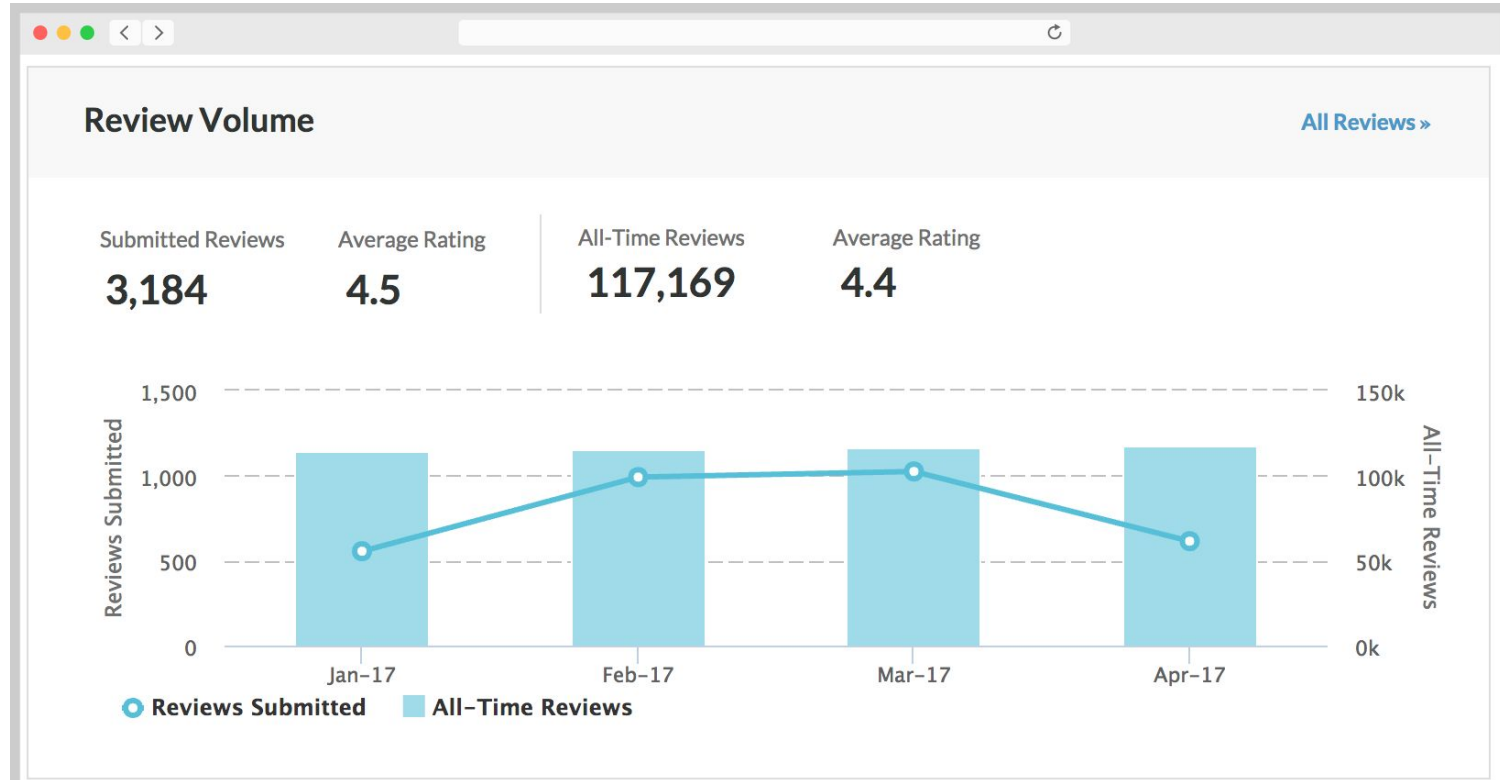 Review Volume
All Reviews »
Submitted Reviews
3,184
Average Rating
4.5
All-Time Reviews
117,169
Average Rating
4.4
Reviews Submitted
1,500
1,000
500
0
150k
100k
50k
0k
All-Time Reviews
Jan-17 Feb-17 Mar-17 Apr-17
Reviews Submitted All-Time Reviews